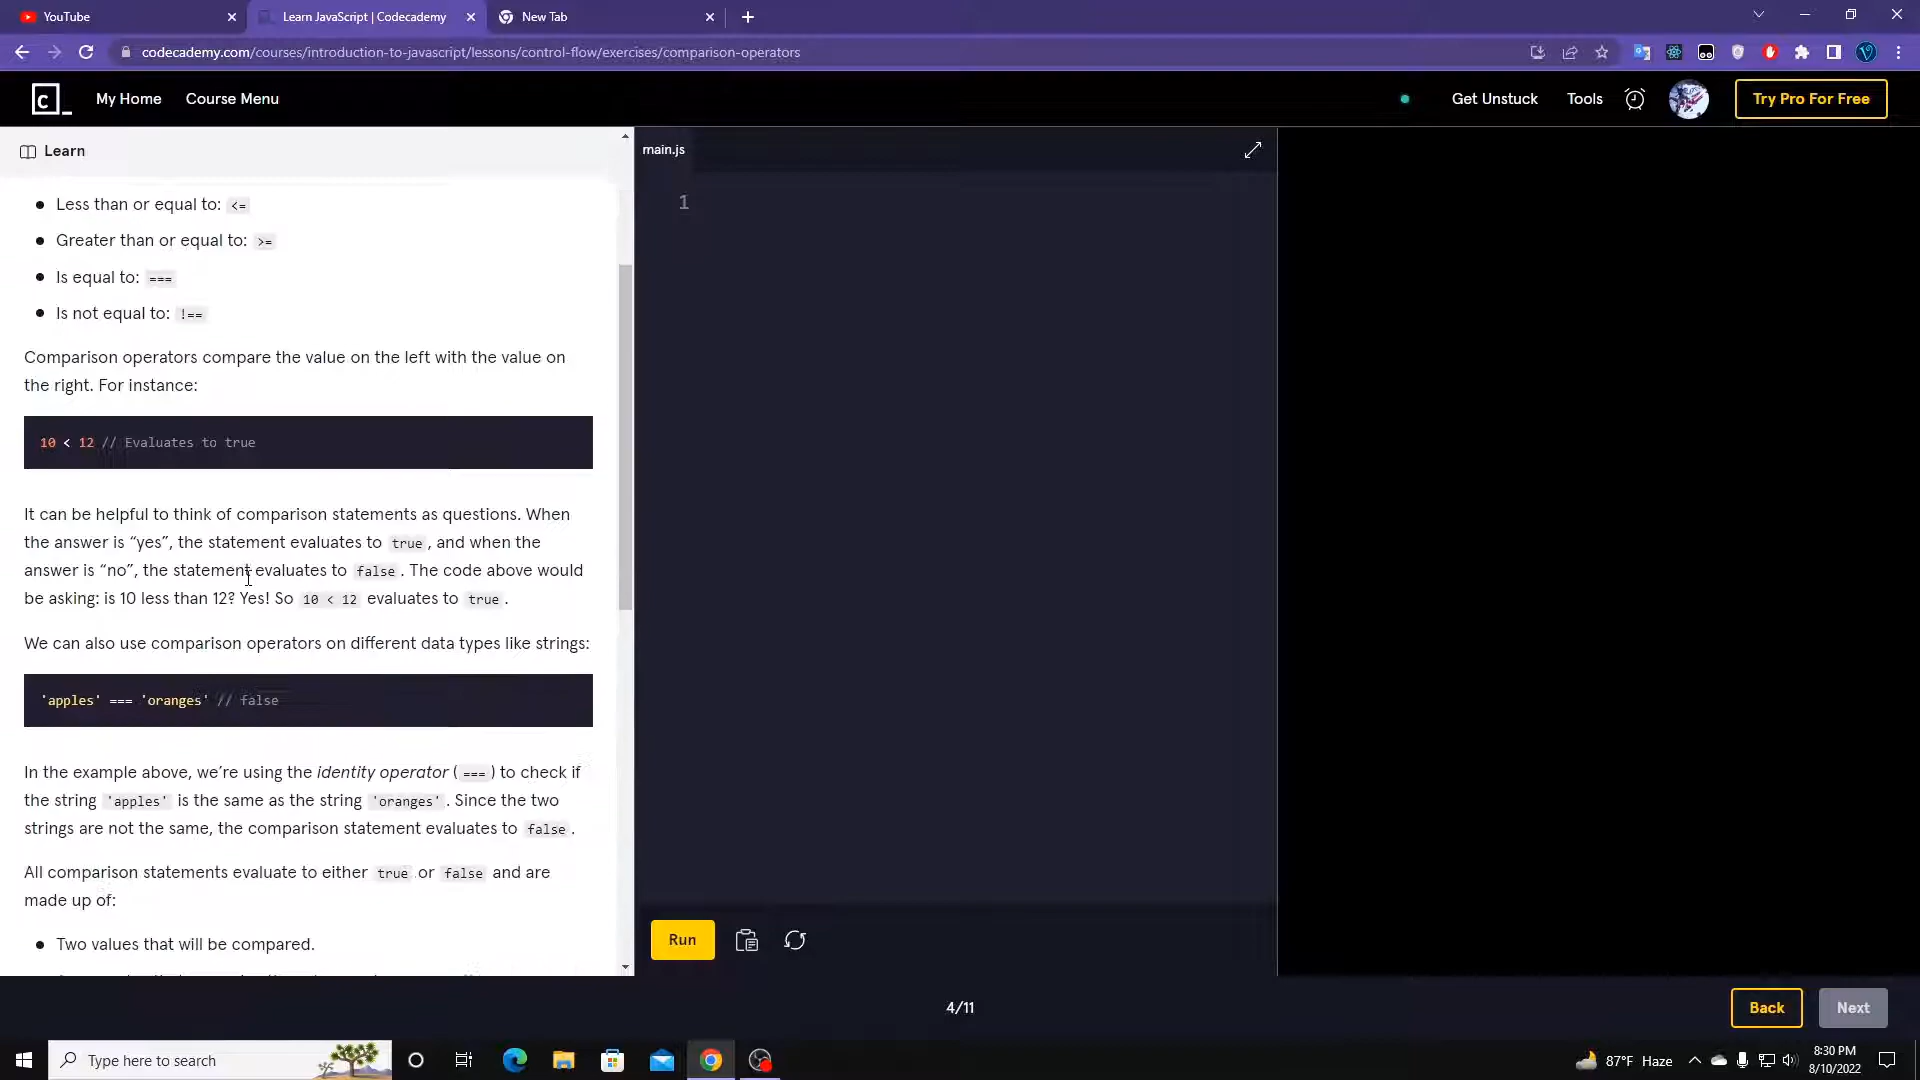 YouTube
Learn JavaScript | Codecademy
New Tab
codecademy.com/courses/introduction-to-javascript/lessons/control-flow/exercises/comparison-operators
My Home
Course Menu
Get Unstuck
Tools
Try Pro For Free
Learn
Less than or equal to: <=
Greater than or equal to: >=
Is equal to: ===
Is not equal to: !==
Comparison operators compare the value on the left with the value on
the right. For instance:
10 < 12 // Evaluates to true
It can be helpful to think of comparison statements as questions. When
the answer is “yes”, the statement evaluates to true, and when the
answer is “no”, the statement evaluates to false. The code above would
be asking: is 10 less than 12? Yes! So 10 < 12 evaluates to true.
We can also use comparison operators on different data types like strings:
'apples' === 'oranges' // false
In the example above, we’re using the identity operator (===) to check if
the string 'apples' is the same as the string 'oranges'. Since the two
strings are not the same, the comparison statement evaluates to false.
All comparison statements evaluate to either true or false and are
made up of:
Two values that will be compared.
main.js
1
Run
4/11
Back
Next
Type here to search
87°F Haze
8:30 PM
8/10/2022